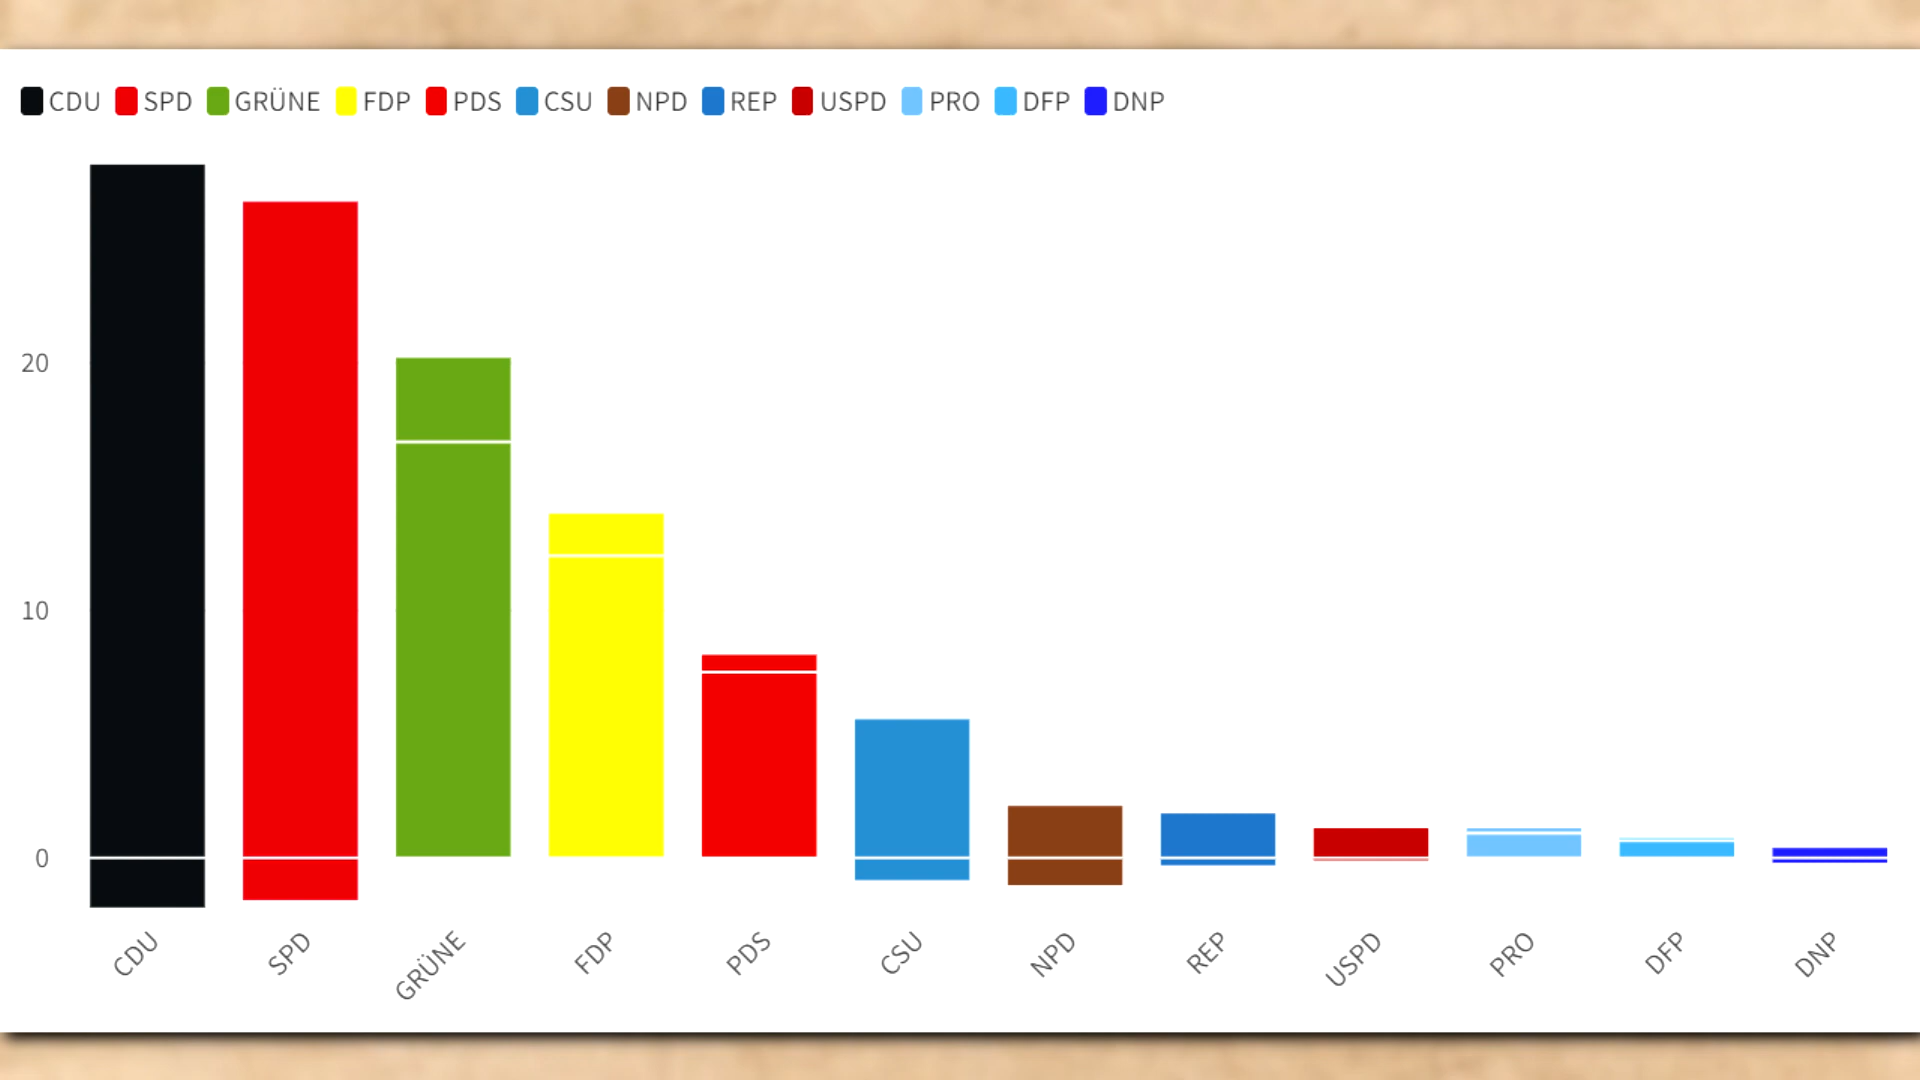 CDU SPD GRÜNE FDP PDS CSU NPD REP USPD PRO DFP DNP
20
10
0
CDU SPD GRÜNE FDP PDS CSU NPD REP USPD PRO DFP DNP